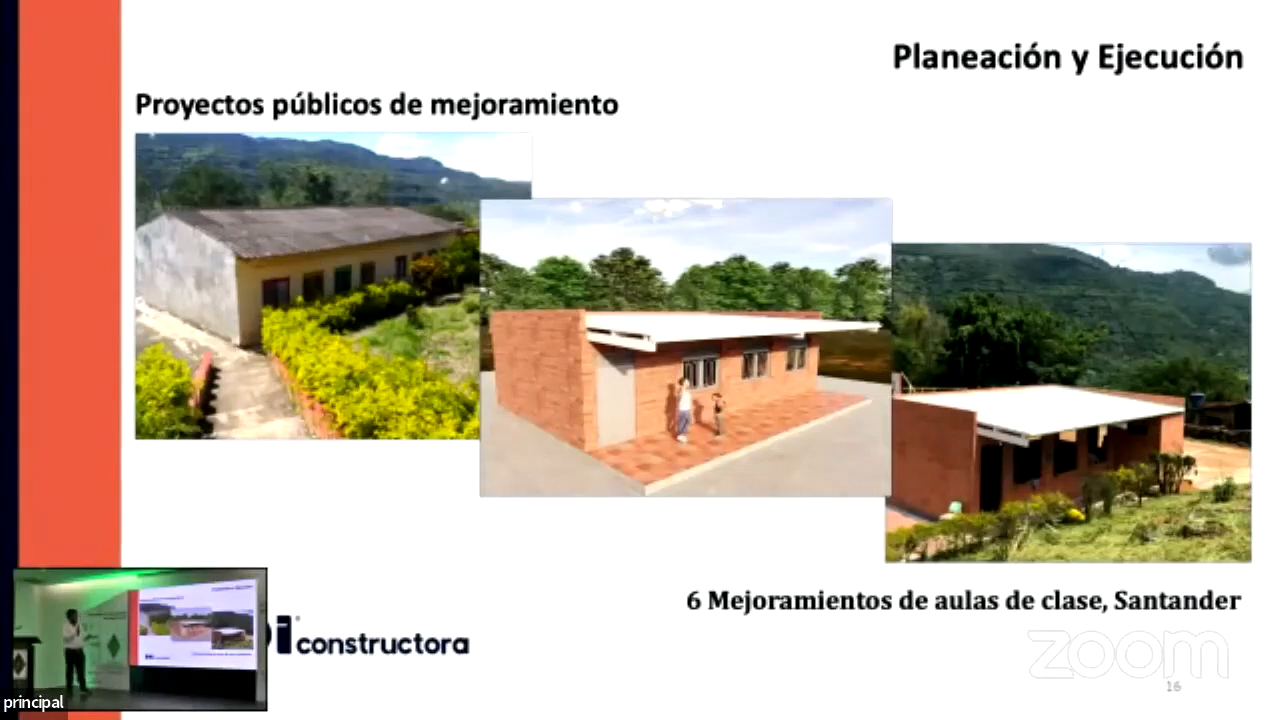 Planeación y Ejecución
Proyectos públicos de mejoramiento
6 Mejoramientos de aulas de clase, Santander
constructora
zoom
16
principal